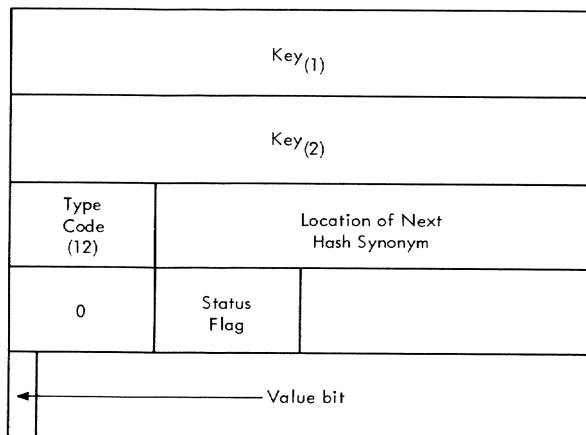 Key(1)
Key(2)
Type
Code
(12)
Location of Next
Hash Synonym
0
Status
Flag
Value bit